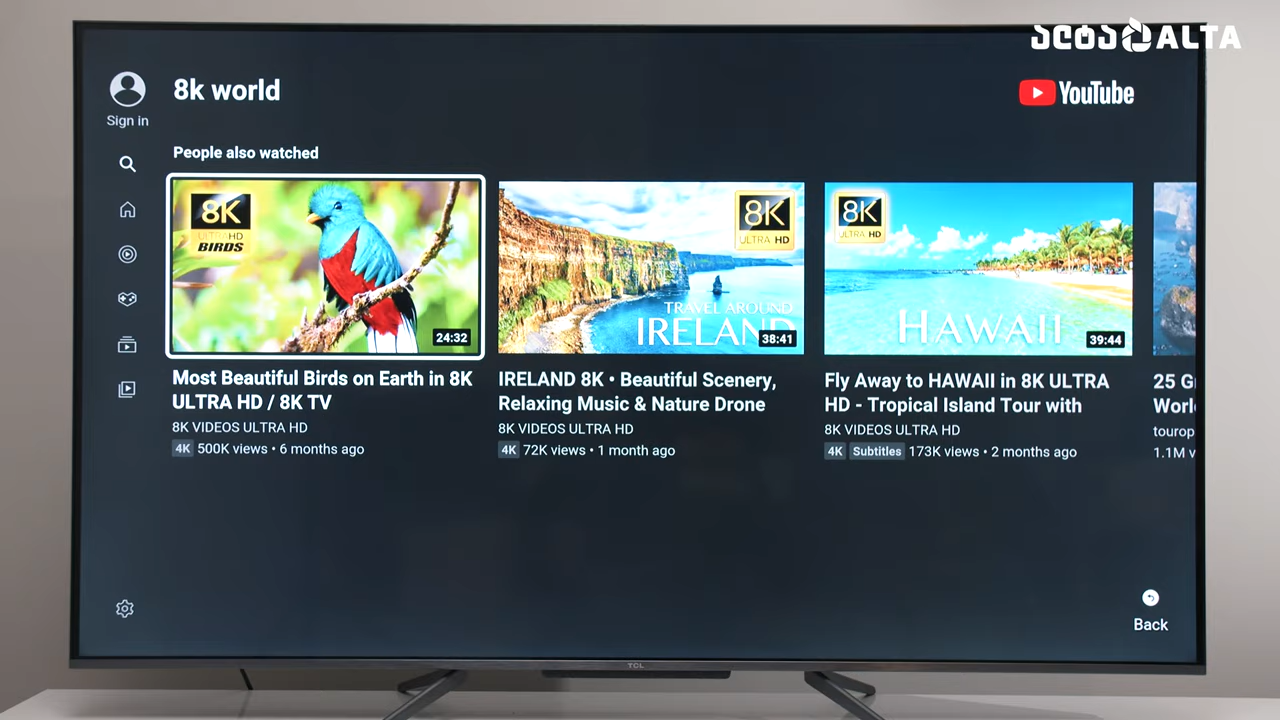 ალტა ALTA
8k world
YouTube
Sign in
People also watched
8K
ULTRA HD
BIRDS
24:32
8K
ULTRA HD
TRAVEL AROUND
IRELAND
38:41
8K
ULTRA HD
HAWAII
39:44
Most Beautiful Birds on Earth in 8K
ULTRA HD / 8K TV
8K VIDEOS ULTRA HD
4K 500K views • 6 months ago
IRELAND 8K • Beautiful Scenery,
Relaxing Music & Nature Drone
8K VIDEOS ULTRA HD
4K 72K views • 1 month ago
Fly Away to HAWAII in 8K ULTRA
HD - Tropical Island Tour with
8K VIDEOS ULTRA HD
4K Subtitles 173K views • 2 months ago
25
tourop
1.1M
Back
TCL